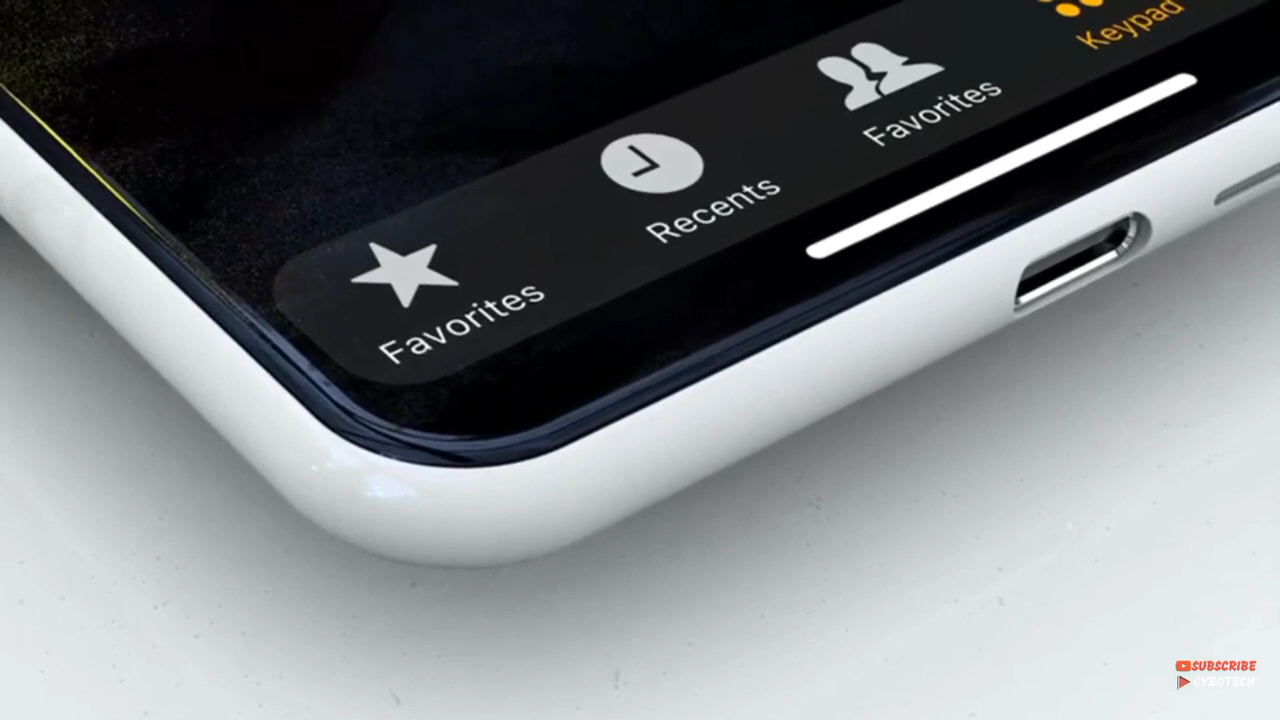 Keypad
Favorites
Recents
Favorites
SUBSCRIBE
CYBOTECH